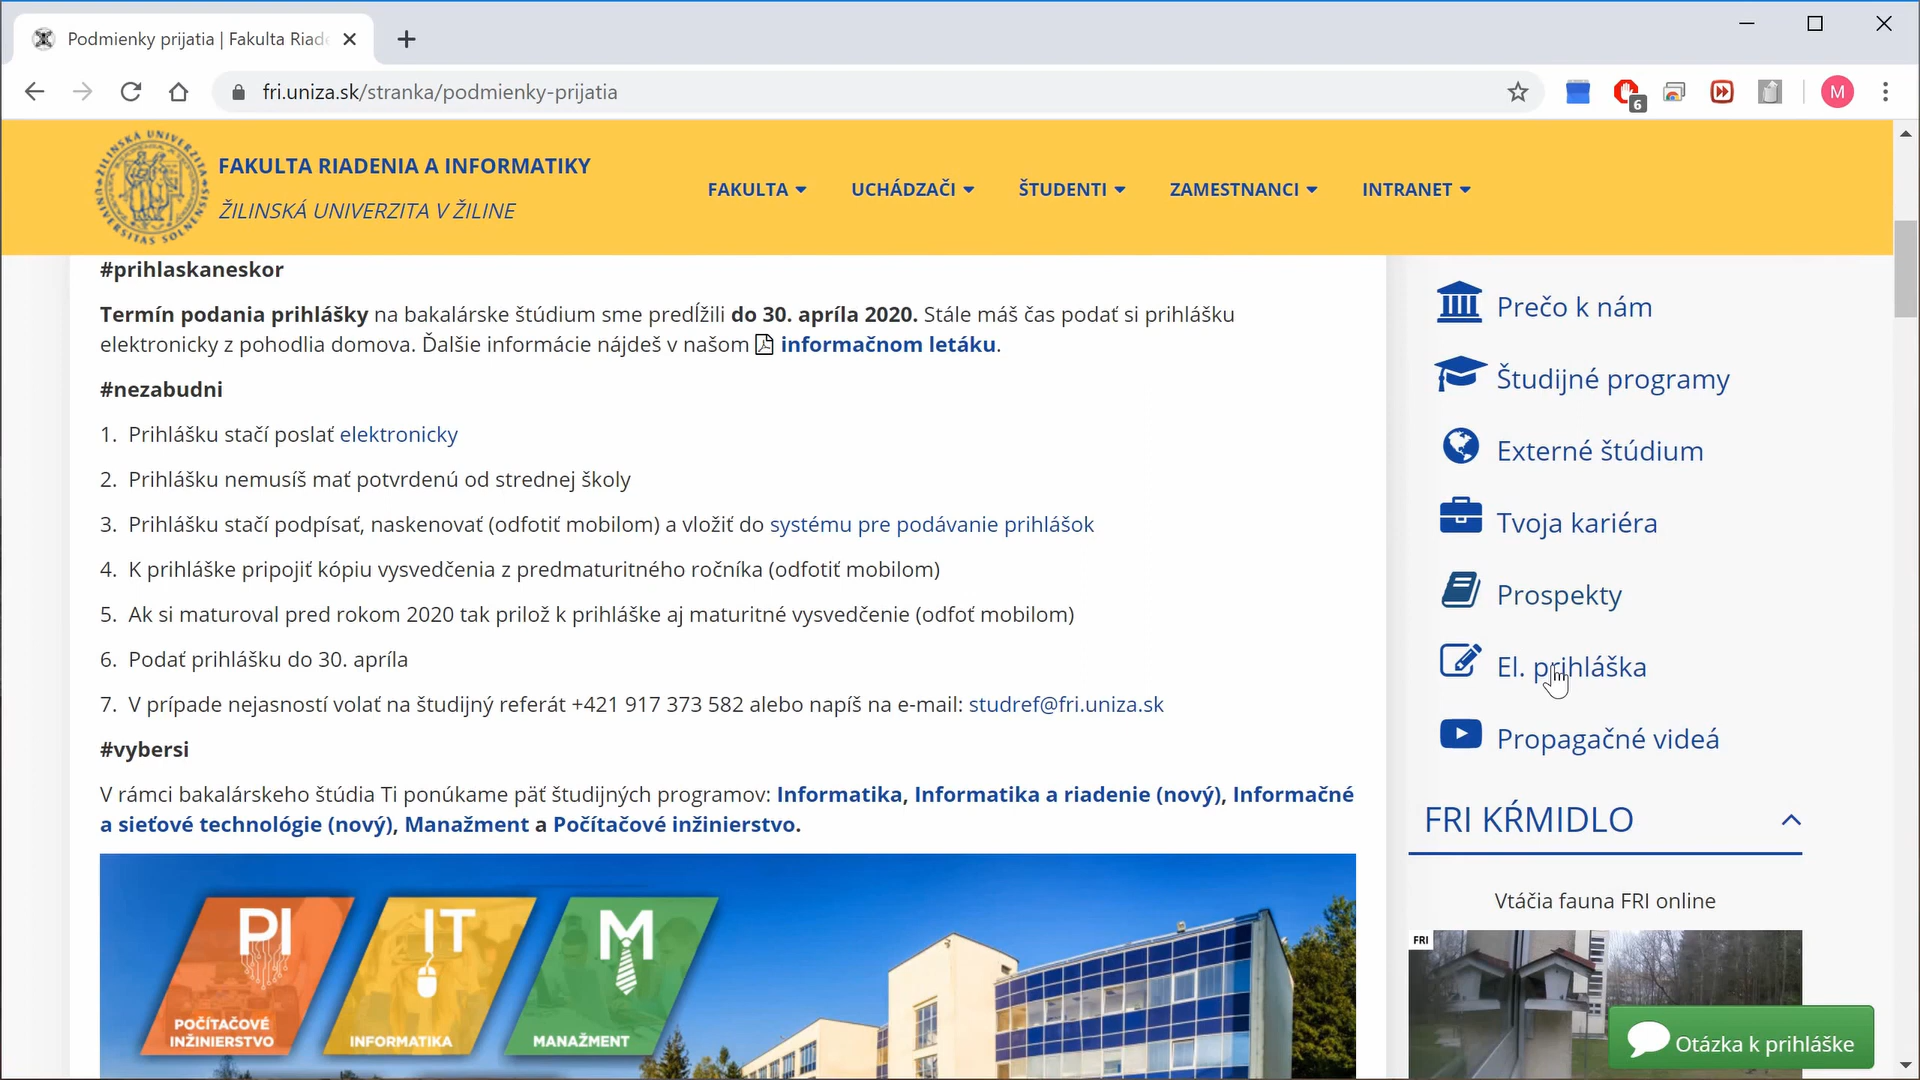 Podmienky prijatia | Fakulta Riade
fri.uniza.sk/stranka/podmienky-prijatia
6
M
FAKULTA RIADENIA A INFORMATIKY
ŽILINSKÁ UNIVERZITA V ŽILINE
FAKULTA
UCHÁDZAČI
ŠTUDENTI
ZAMESTNANCI
INTRANET
#prihlaskaneskor
Termín podania prihlášky na bakalárske štúdium sme predĺžili do 30. apríla 2020. Stále máš čas podať si prihlášku
elektronicky z pohodlia domova. Ďalšie informácie nájdeš v našom informačnom letáku.
#nezabudni
1. Prihlášku stačí poslať elektronicky
2. Prihlášku nemusíš mať potvrdenú od strednej školy
3. Prihlášku stačí podpísať, naskenovať (odfotiť mobilom) a vložiť do systému pre podávanie prihlášok
4. K prihláške pripojiť kópiu vysvedčenia z predmaturitného ročníka (odfotiť mobilom)
5. Ak si maturoval pred rokom 2020 tak prilož k prihláške aj maturitné vysvedčenie (odfoť mobilom)
6. Podať prihlášku do 30. apríla
7. V prípade nejasností volať na študijný referát +421 917 373 582 alebo napíš na e-mail: studref@fri.uniza.sk
#vybersi
V rámci bakalárskeho štúdia Ti ponúkame päť študijných programov: Informatika, Informatika a riadenie (nový), Informačné
a sieťové technológie (nový), Manažment a Počítačové inžinierstvo.
PI
POČÍTAČOVÉ
INŽINIERSTVO
IT
INFORMATIKA
M
MANAŽMENT
Prečo k nám
Študijné programy
Externé štúdium
Tvoja kariéra
Prospekty
El. prihláška
Propagačné videá
FRI KŔMIDLO
Vtáčia fauna FRI online
FRI
Otázka k prihláške